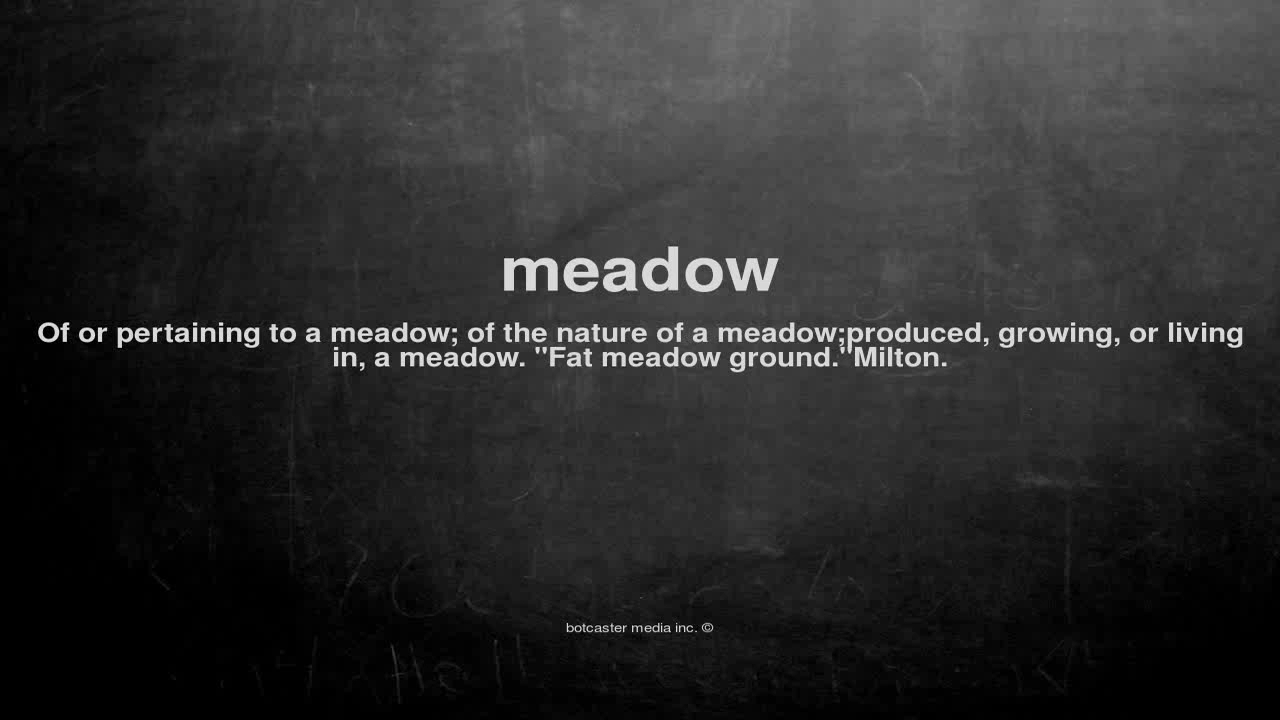 meadow
Of or pertaining to a meadow; of the nature of a meadow;produced, growing, or living
in, a meadow. "Fat meadow ground."Milton.
botcaster media inc. ©